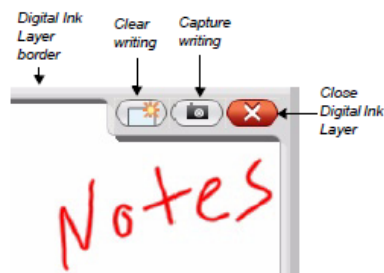 Digital Ink
Layer
border
Clear
writing
Capture
writing
Close
Digital Ink
Layer
Notes